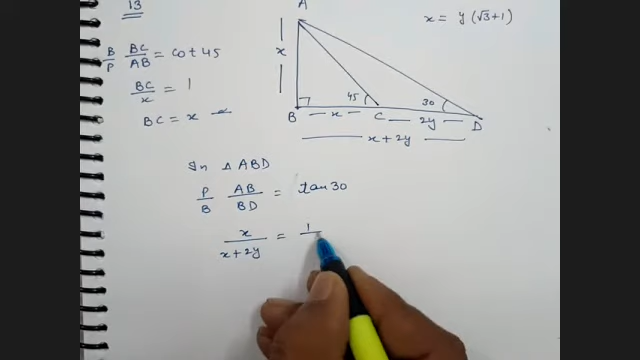 13
B/P BC/AB = cot 45
BC/x = 1
BC = x
A
x
45
30
B
x
C
2y
D
x + 2y
x = y (√3+1)
In Δ ABD
P/B AB/BD = tan 30
x/x+2y = 1/